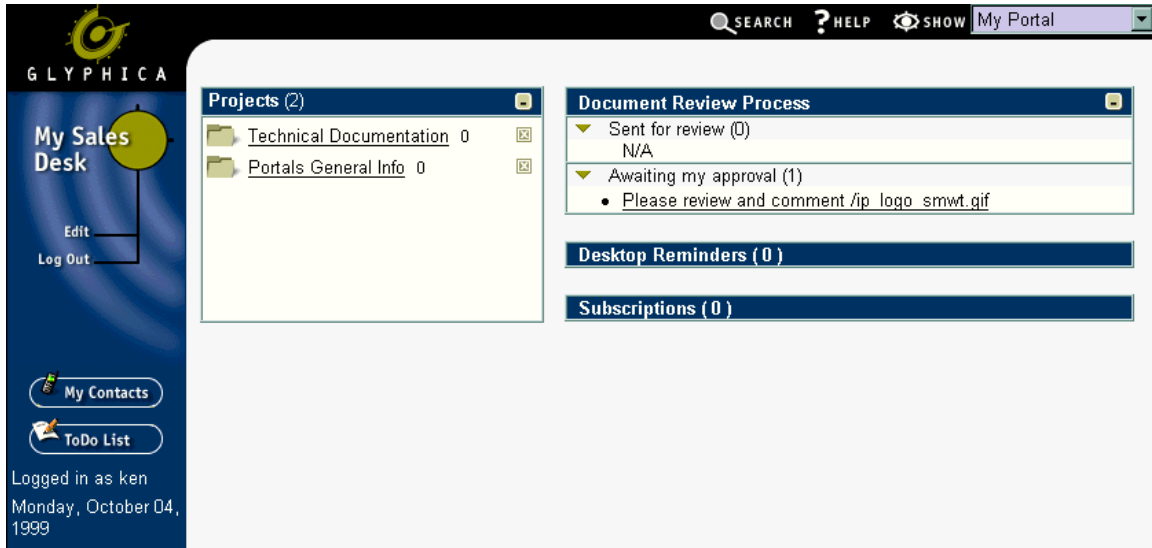 SEARCH ? HELP SHOW My Portal
GLYPHICA
My Sales
Desk
Edit
Log Out
My Contacts
ToDo List
Logged in as ken
Monday, October 04,
1999
Projects (2)
Technical Documentation 0
Portals General Info 0
Document Review Process
Sent for review (0)
N/A
Awaiting my approval (1)
• Please review and comment /ip_logo_smwt.gif
Desktop Reminders ( 0 )
Subscriptions ( 0 )